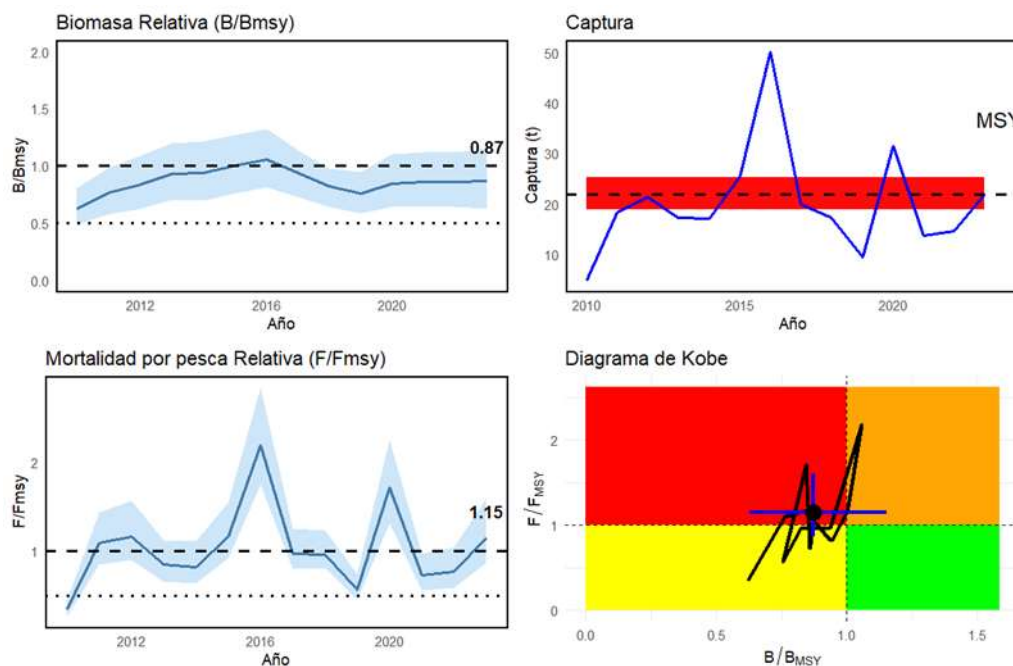 Biomasa Relativa (B/Bmsy)
2.0
1.5
1.0
0.5
0.0
B/Bmsy
0.87
2012
2016
2020
Año
Captura
50
40
30
20
10
Captura (t)
MSY
2010
2015
2020
Año
Mortalidad por pesca Relativa (F/Fmsy)
2
1
F/Fmsy
1.15
2012
2016
2020
Año
Diagrama de Kobe
2
1
0
F/FMSY
0.0
0.5
1.0
1.5
B/BMSY